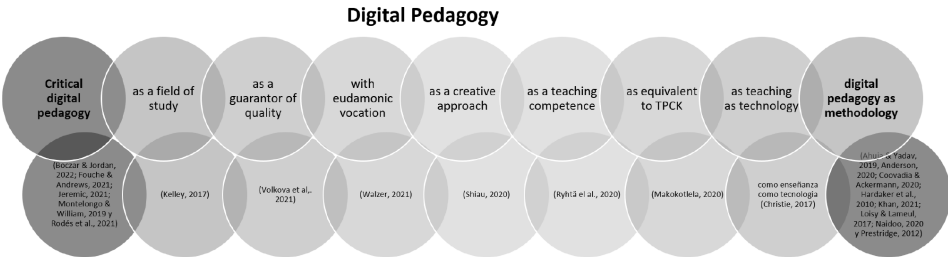 Digital Pedagogy
Critical
digital
pedagogy
as a field of
study
as a
guarantor of
quality
with
eudamonic
vocation
as a creative
approach
as a teaching
competence
as equivalent
to TPCK
as teaching
as technology
digital
pedagogy as
methodology
(Boczar & Jordan,
2022; Fouche &
Andrews, 2021;
Jeremic, 2021;
Montelongo &
William, 2019 y
Rodés et al., 2021)
(Kelley, 2017)
(Volkova et al,.
2021)
(Walzer, 2021)
(Shiau, 2020)
(Ryhtä el al., 2020)
(Makokotlela, 2020)
como enseñanza
como tecnologia
(Christie, 2017)
(Ahuja & Yadav,
2019, Anderson,
2020; Coovadia &
Ackermann, 2020;
Hardaker et al.,
2010; Khan, 2021;
Loisy & Lameul,
2017; Naidoo, 2020
y Prestridge, 2012)